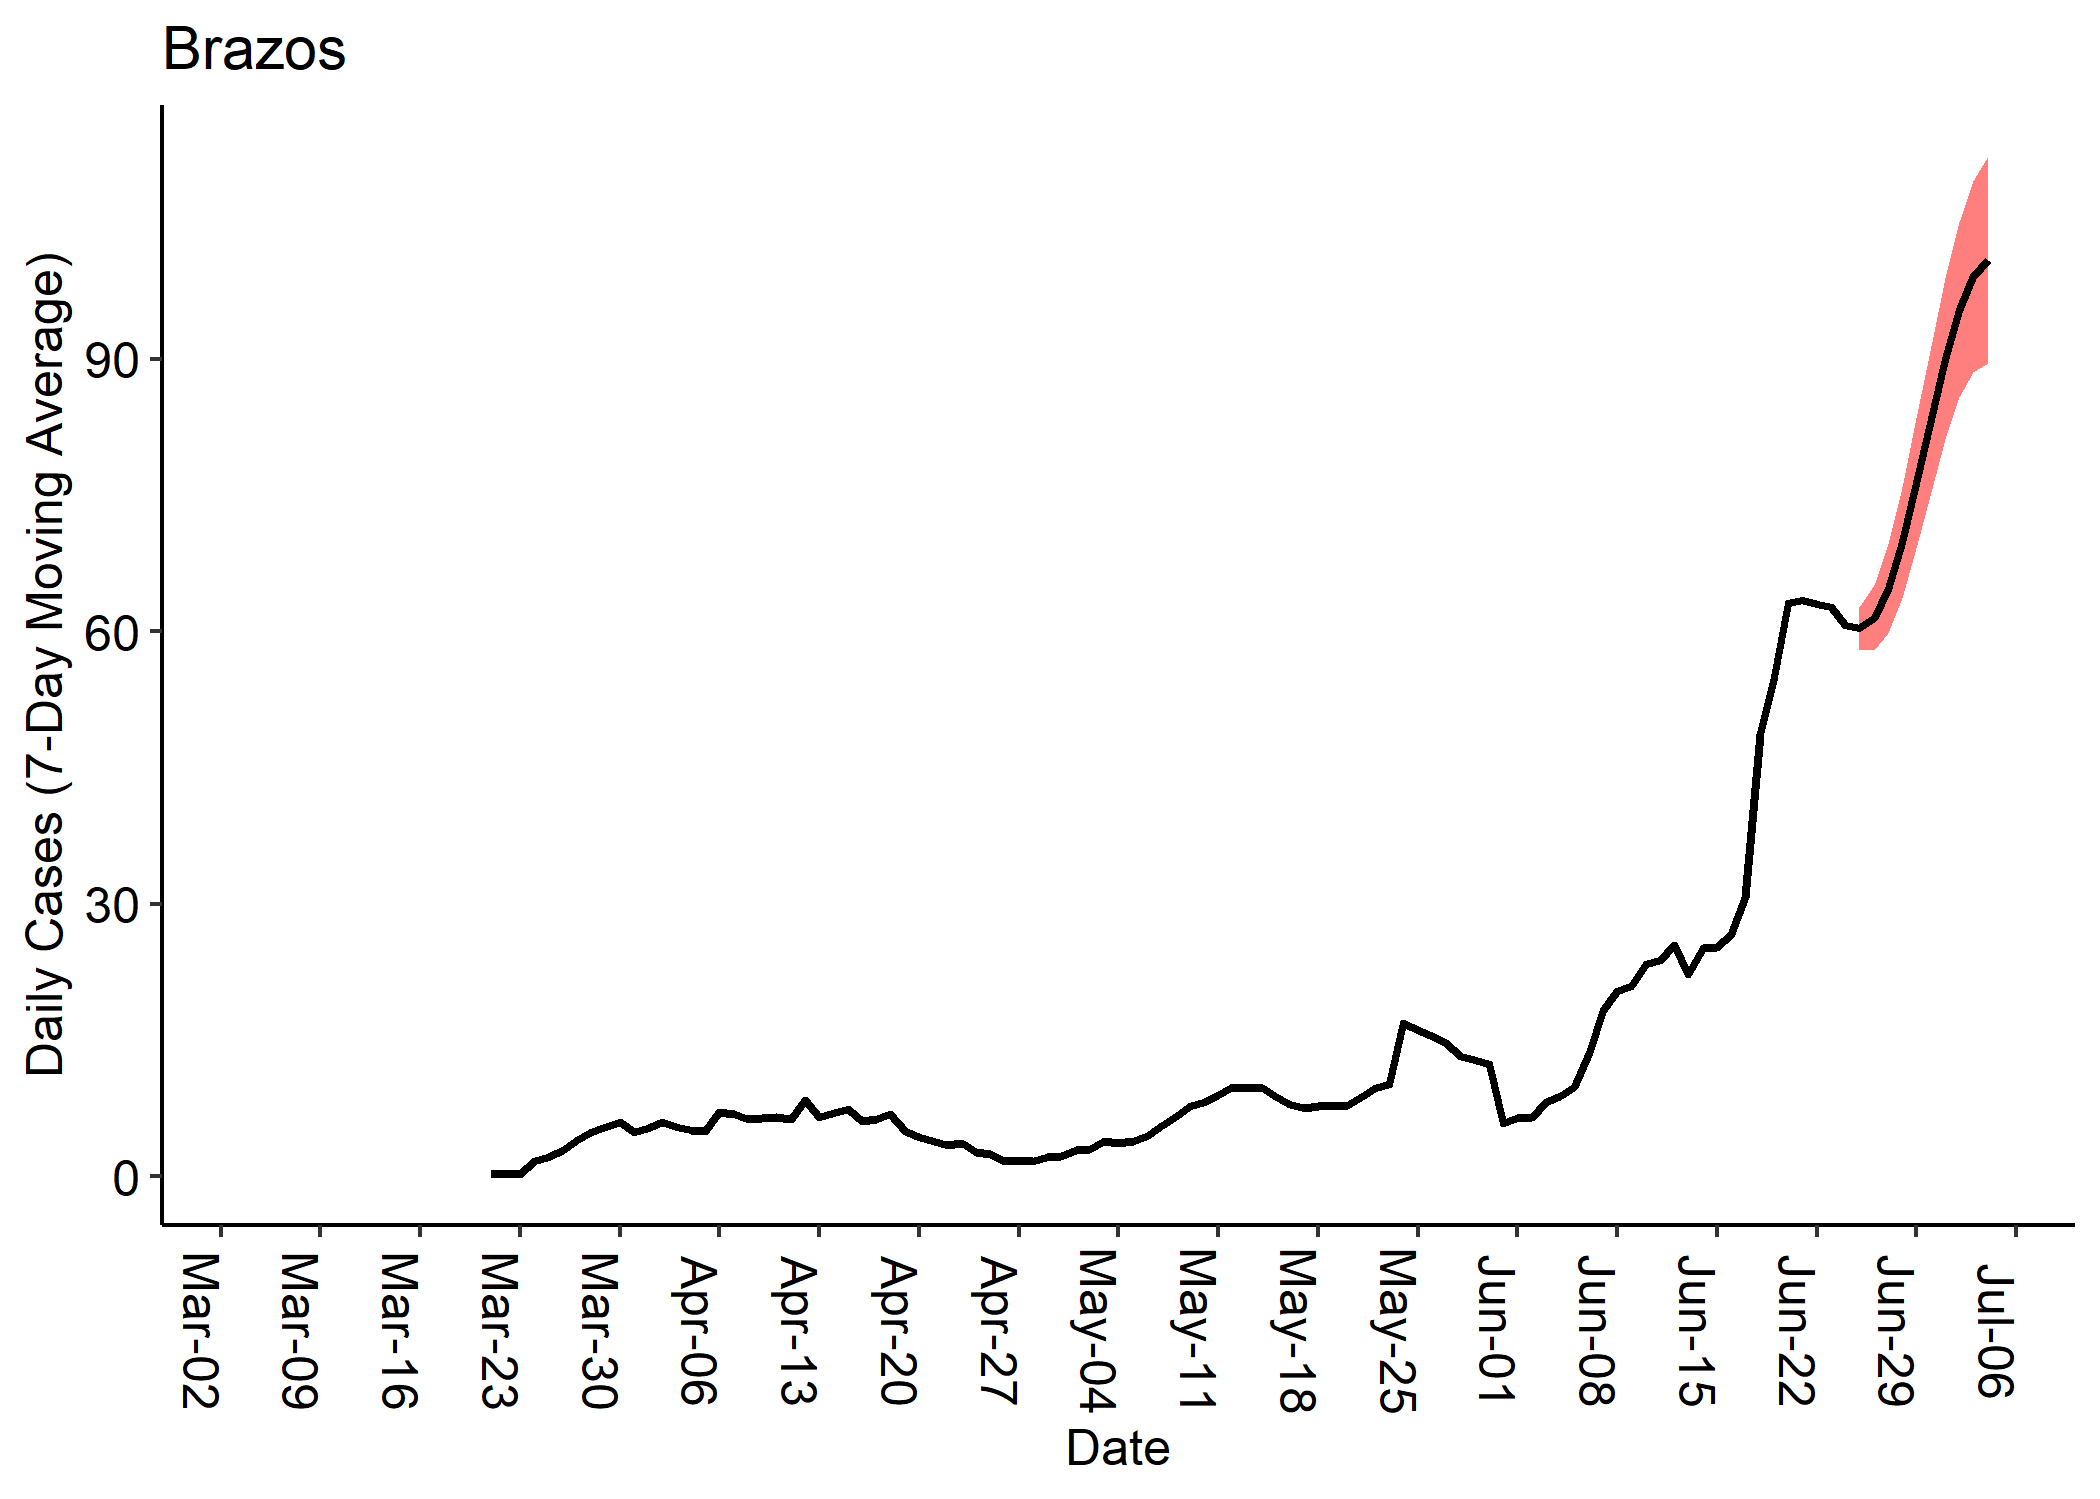 Brazos
Daily Cases (7-Day Moving Average)
90
60
30
0
Mar-02
Mar-09
Mar-16
Mar-23
Mar-30
Apr-06
Apr-13
Apr-20
Apr-27
May-04
May-11
May-18
May-25
Jun-01
Jun-08
Jun-15
Jun-22
Jun-29
Jul-06
Date